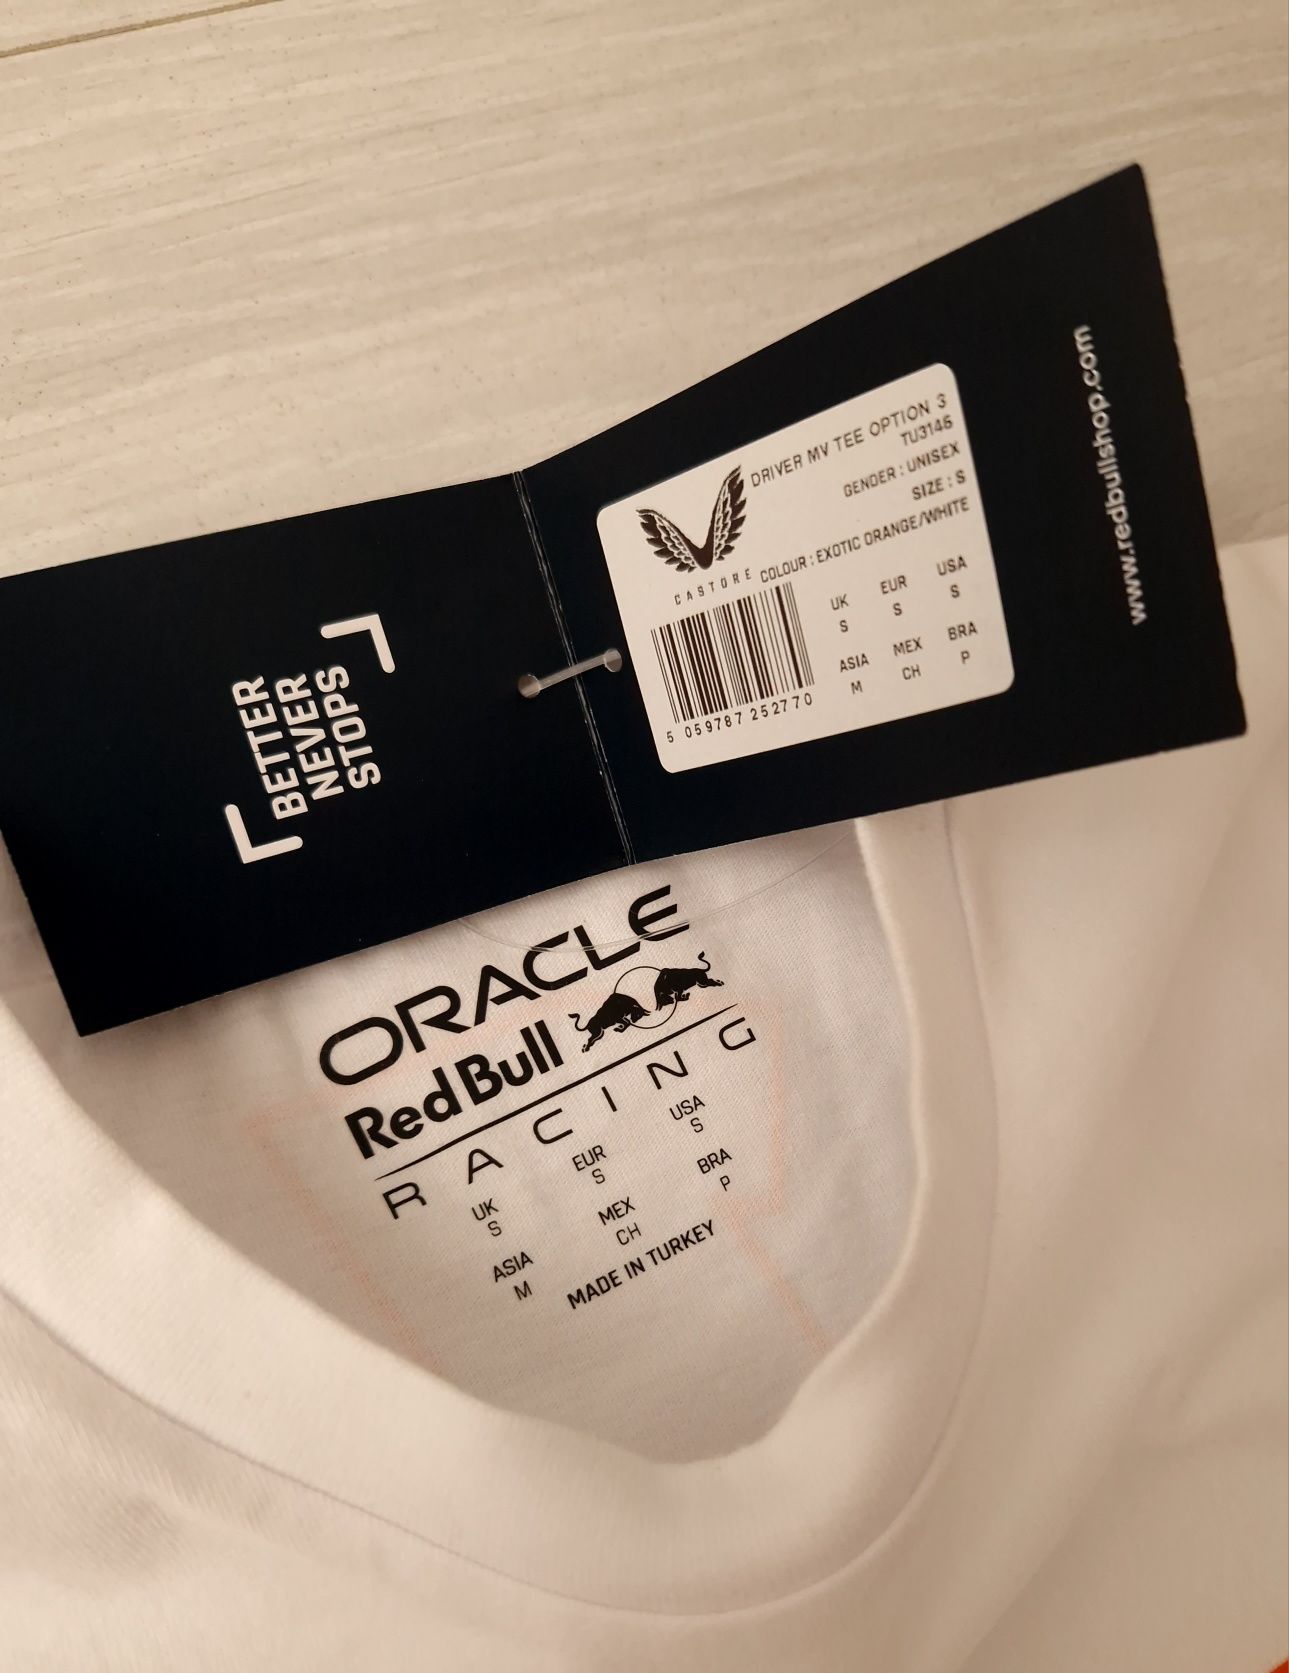 BETTER
NEVER
STOPS
DRIVER MV TEE OPTION 3
TU3146
GENDER : UNISEX
SIZE : S
COLOUR : EXOTIC ORANGE/WHITE
CASTORE
UK EUR USA
S S S
ASIA MEX BRA
M CH P
5 059787 252770
www.redbullshop.com
ORACLE
Red Bull
RACING
UK EUR USA
S S S
ASIA MEX BRA
M CH P
MADE IN TURKEY